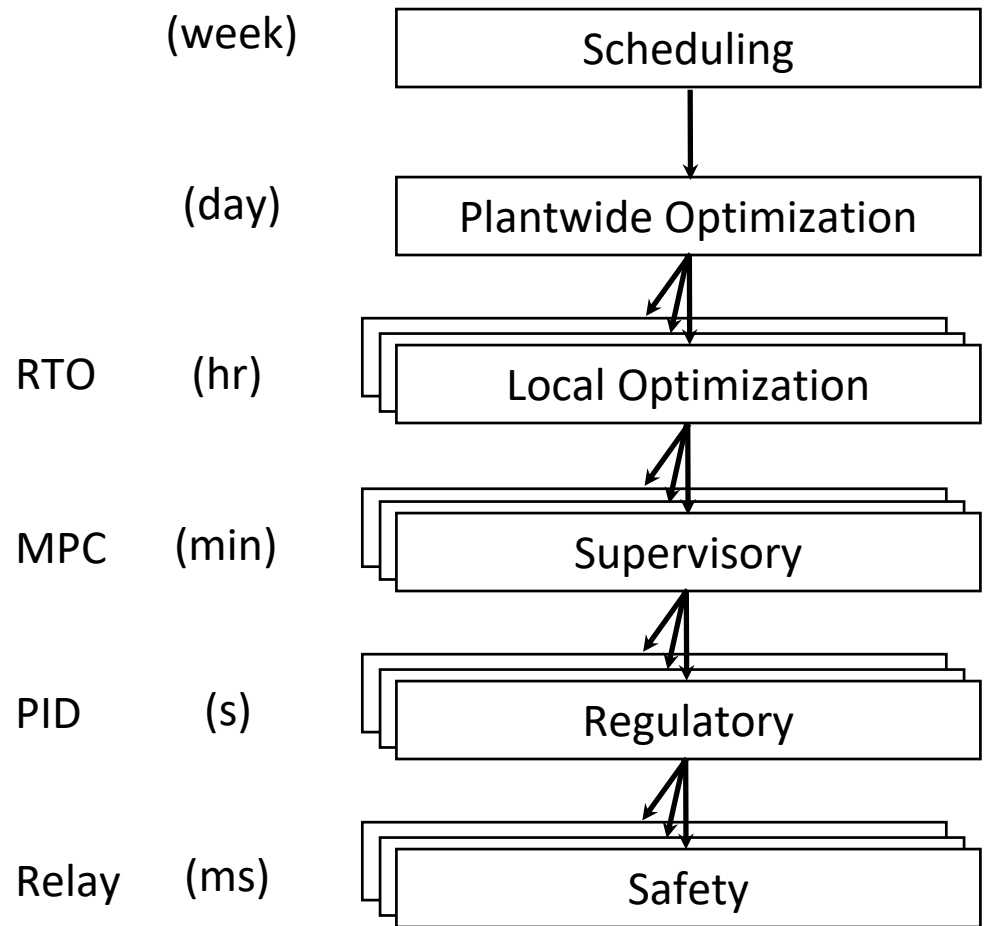 (week) Scheduling
(day) Plantwide Optimization
RTO (hr) Local Optimization
MPC (min) Supervisory
PID (s) Regulatory
Relay (ms) Safety